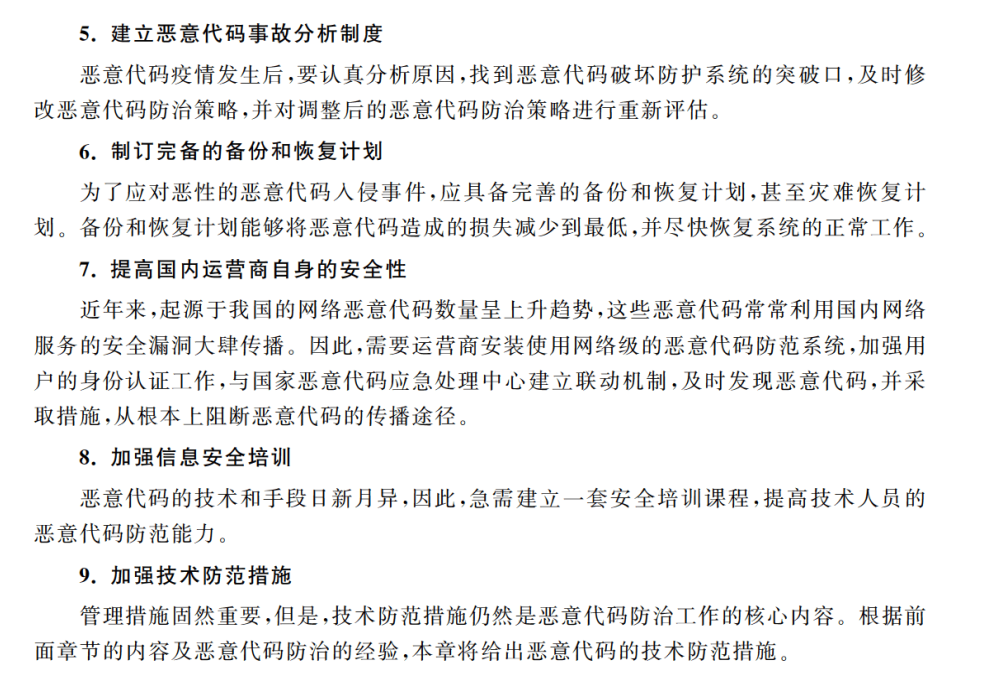 5. 建立恶意代码事故分析制度
恶意代码疫情发生后,要认真分析原因,找到恶意代码破坏防护系统的突破口,及时修
改恶意代码防治策略,并对调整后的恶意代码防治策略进行重新评估。
6. 制订完备的备份和恢复计划
为了应对恶性的恶意代码入侵事件,应具备完善的备份和恢复计划,甚至灾难恢复计
划。备份和恢复计划能够将恶意代码造成的损失减少到最低,并尽快恢复系统的正常工作。
7. 提高国内运营商自身的安全性
近年来,起源于我国的网络恶意代码数量呈上升趋势,这些恶意代码常常利用国内网络
服务的安全漏洞大肆传播。因此,需要运营商安装使用网络级的恶意代码防范系统,加强用
户的身份认证工作,与国家恶意代码应急处理中心建立联动机制,及时发现恶意代码,并采
取措施,从根本上阻断恶意代码的传播途径。
8. 加强信息安全培训
恶意代码的技术和手段日新月异,因此,急需建立一套安全培训课程,提高技术人员的
恶意代码防范能力。
9. 加强技术防范措施
管理措施固然重要,但是,技术防范措施仍然是恶意代码防治工作的核心内容。根据前
面章节的内容及恶意代码防治的经验,本章将给出恶意代码的技术防范措施。